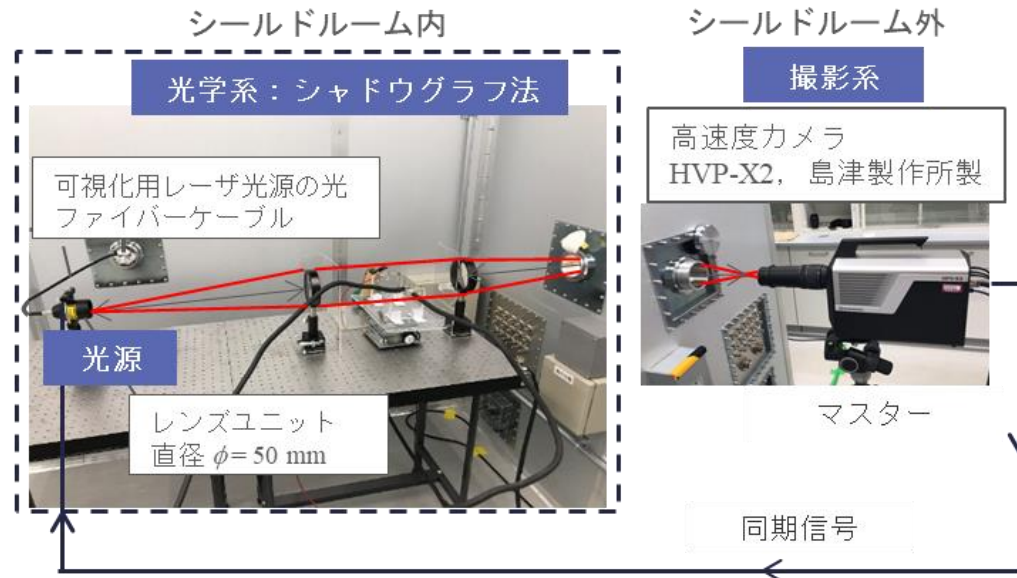 シールドルーム内
シールドルーム外
光学系：シャドウグラフ法
撮影系
高速度カメラ
HVP-X2， 島津製作所製
可視化用レーザ光源の光
ファイバーケーブル
光源
レンズユニット
直径 ϕ= 50 mm
マスター
同期信号